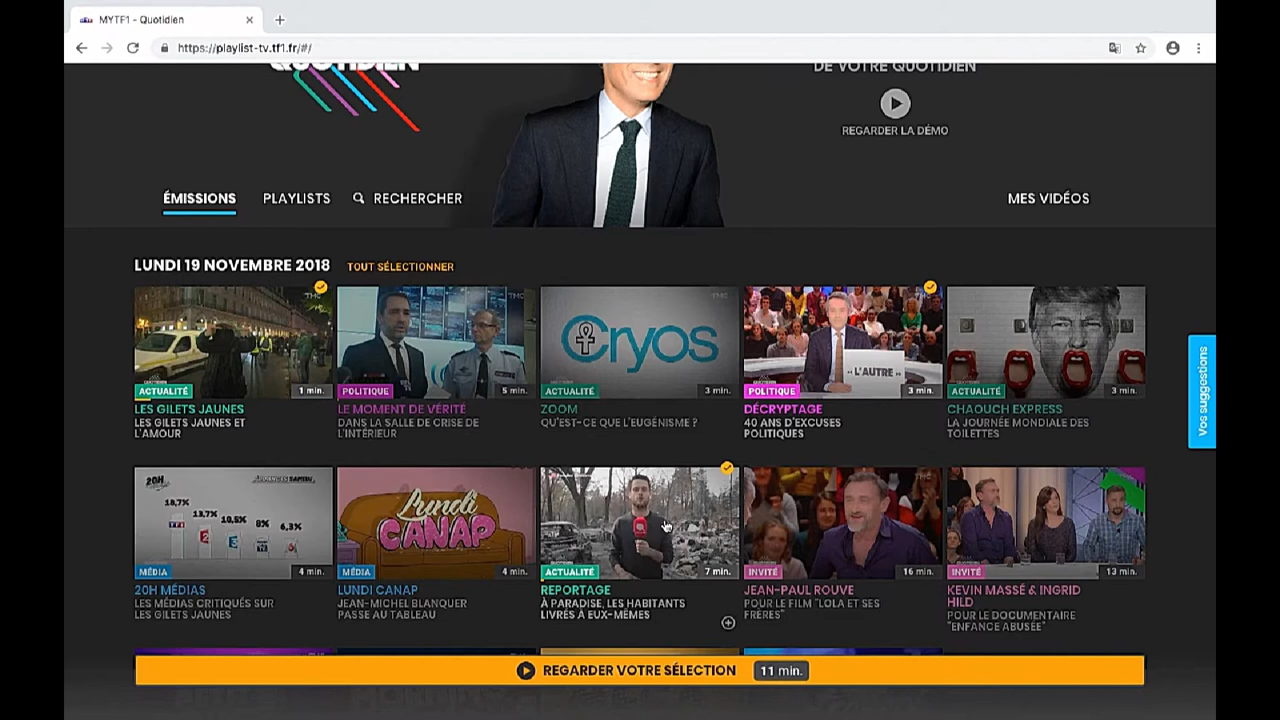 MYTF1 - Quotidien
https://playlist-tv.tf1.fr/#/
QUOTIDIEN
DE VOTRE QUOTIDIEN
REGARDER LA DÉMO
ÉMISSIONS PLAYLISTS RECHERCHER MES VIDÉOS
LUNDI 19 NOVEMBRE 2018 TOUT SÉLECTIONNER
ACTUALITÉ 1 min.
LES GILETS JAUNES
LES GILETS JAUNES ET
L'AMOUR
TMC
POLITIQUE 5 min.
LE MOMENT DE VÉRITÉ
DANS LA SALLE DE CRISE DE
L'INTÉRIEUR
TMC
Cryos
ACTUALITÉ 3 min.
ZOOM
QU'EST-CE QUE L'EUGÉNISME ?
« L'AUTRE »
POLITIQUE 3 min.
DÉCRYPTAGE
40 ANS D'EXCUSES
POLITIQUES
ACTUALITÉ 3 min.
CHAOUCH EXPRESS
LA JOURNÉE MONDIALE DES
TOILETTES
Vos suggestions
20H
18,7%
13,7%
10,5%
8%
6,3%
MÉDIA 4 min.
20H MÉDIAS
LES MÉDIAS CRITIQUÉS SUR
LES GILETS JAUNES
Lundi
CANAP
MÉDIA 4 min.
LUNDI CANAP
JEAN-MICHEL BLANQUER
PASSE AU TABLEAU
ACTUALITÉ 7 min.
REPORTAGE
À PARADISE, LES HABITANTS
LIVRÉS À EUX-MÊMES
INVITÉ 16 min.
JEAN-PAUL ROUVE
POUR LE FILM "LOLA ET SES
FRÈRES"
INVITÉ 13 min.
KEVIN MASSÉ & INGRID
HILD
POUR LE DOCUMENTAIRE
"ENFANCE ABUSÉE"
REGARDER VOTRE SÉLECTION 11 min.